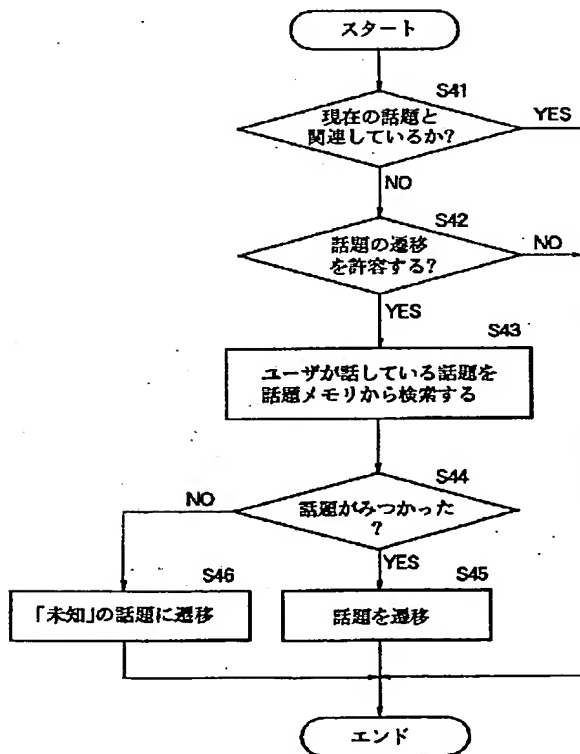 スタート
S41
現在の話題と
関連しているか?
YES
NO
S42
話題の遷移
を許容する?
NO
YES
S43
ユーザが話している話題を
話題メモリから検索する
S44
話題がみつかった
?
NO
YES
S46
「未知」の話題に遷移
S45
話題を遷移
エンド